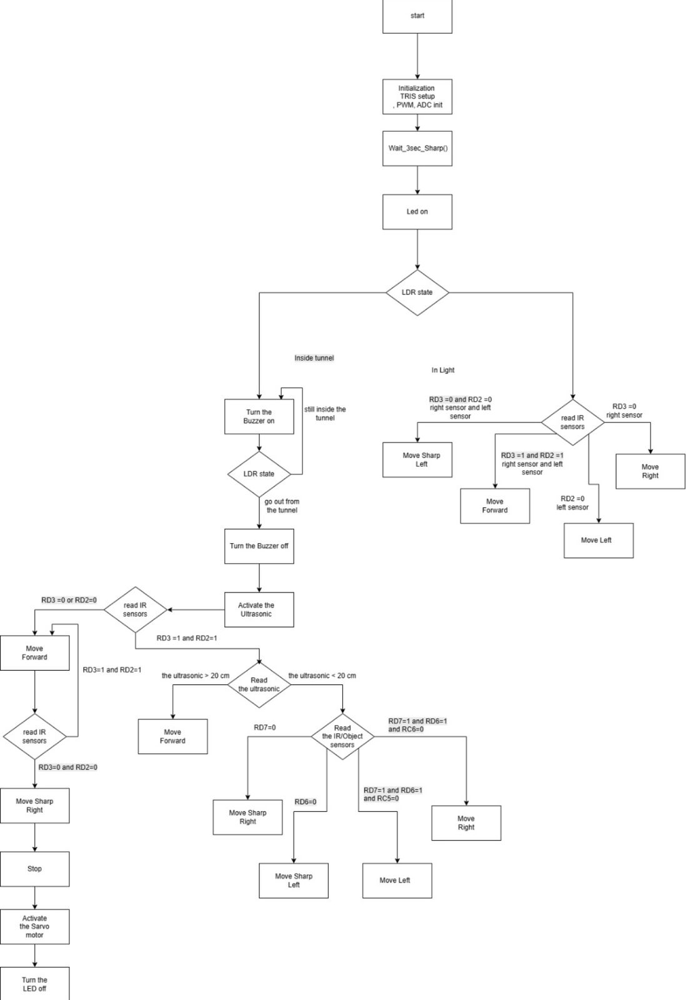 start
Initialization
TRIS setup
, PWM, ADC init
Wait_3sec_Sharp()
Led on
LDR state
Inside tunnel
In Light
Turn the
Buzzer on
still inside the
tunnel
LDR state
go out from
the tunnel
Turn the Buzzer off
Activate the
Ultrasonic
RD3 =0 and RD2 =0
right sensor and left
sensor
read IR
sensors
RD3 =0
right sensor
Move Sharp
Left
RD3 =1 and RD2 =1
right sensor and left
sensor
Move
Right
Move
Forward
RD2 =0
left sensor
Move Left
RD3 =0 or RD2=0
read IR
sensors
RD3 =1 and RD2=1
Move
Forward
RD3=1 and RD2=1
read IR
sensors
RD3=0 and RD2=0
Move Sharp
Right
Stop
Activate
the Sarvo
motor
Turn the
LED off
the ultrasonic > 20 cm
Read
the ultrasonic
the ultrasonic < 20 cm
Move
Forward
RD7=0
Read
the IR/Object
sensors
RD7=1 and RD6=1
and RC6=0
Move Sharp
Right
RD6=0
RD7=1 and RD6=1
and RC5=0
Move
Right
Move Sharp
Left
Move Left